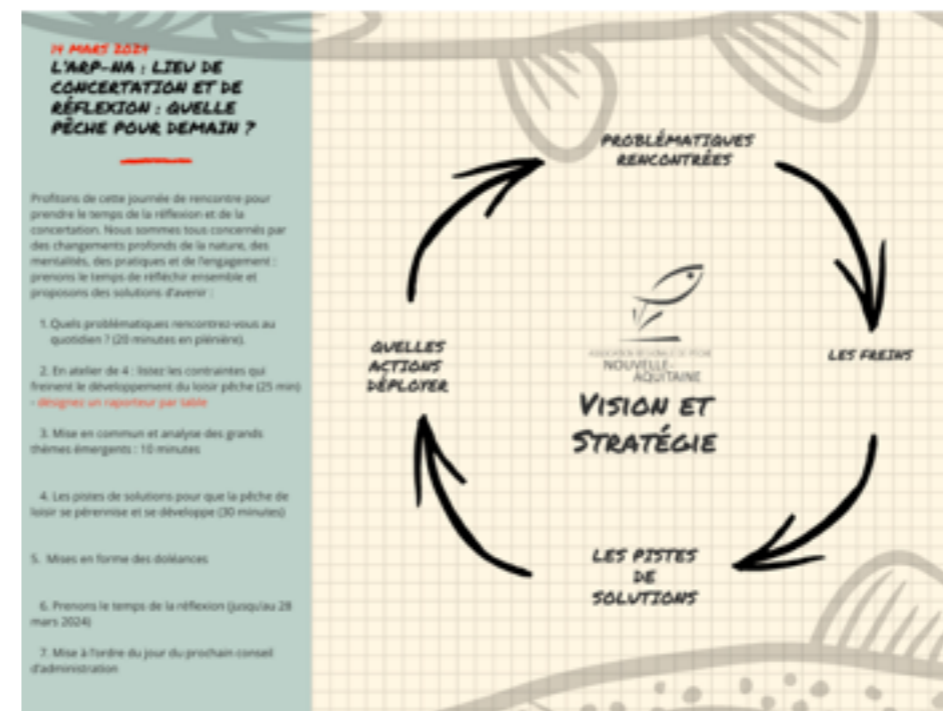 14 MARS 2024
L'ARP-NA : LIEU DE
CONCERTATION ET DE
RÉFLEXION : QUELLE
PÊCHE POUR DEMAIN ?
Profitons de cette journée de rencontre pour
prendre le temps de la réflexion et de la
concertation. Nous sommes tous concernés par
des changements profonds de la nature, des
mentalités, des pratiques et de l'engagement :
prenons le temps de réfléchir ensemble et
proposons des solutions d'avenir :
1. Quels problématiques rencontrez-vous au
quotidien ? (20 minutes en plénière).
2. En atelier de 4 : listez les contraintes qui
freinent le développement du loisir pêche (25 min)
- désignez un raporteur par table
3. Mise en commun et analyse des grands
thèmes émergents : 10 minutes
4. Les pistes de solutions pour que la pêche de
loisir se pérennise et se développe (30 minutes)
5. Mises en forme des doléances
6. Prenons le temps de la réflexion (jusqu'au 28
mars 2024)
7. Mise à l'ordre du jour du prochain conseil
d'administration
PROBLÉMATIQUES
RENCONTRÉES
LES FREINS
LES PISTES
DE
SOLUTIONS
QUELLES
ACTIONS
DÉPLOYER
ASSOCIATION RÉGIONALE DE PÊCHE
NOUVELLE-
AQUITAINE
VISION ET
STRATÉGIE